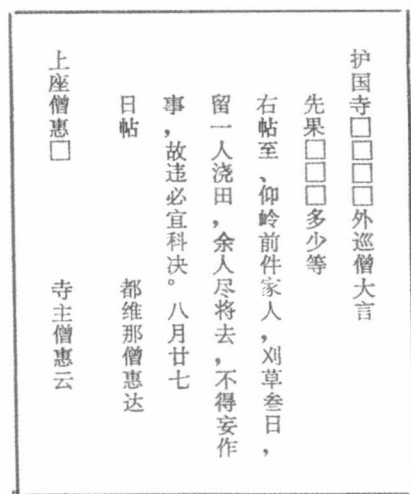 护国寺□□□□外巡僧大言
先果□□□多少等
右帖至、仰岭前件家人，刈草叁日，
留一人浇田，余人尽将去，不得妄作
事，故违必宜科决。八月廿七
日帖　　　　　都维那僧惠达
上座僧惠□　　　　　寺主僧惠云